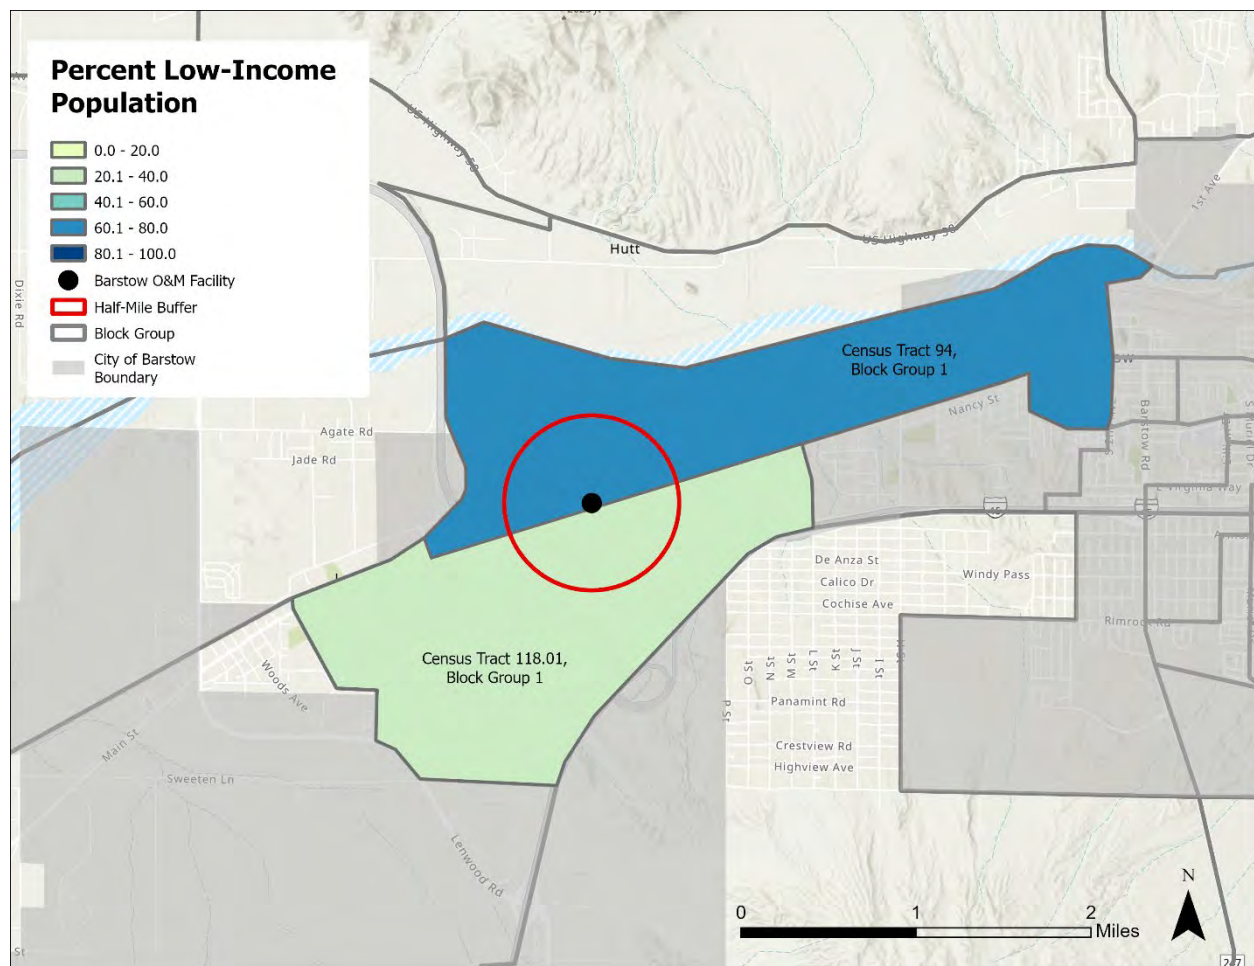 Percent Low-Income
Population
0.0 - 20.0
20.1 - 40.0
40.1 - 60.0
60.1 - 80.0
80.1 - 100.0
Barstow O&M Facility
Half-Mile Buffer
Block Group
City of Barstow
Boundary
US Highway 58
1st Ave
Hutt
US Highway 58
Dixie Rd
Census Tract 94,
Block Group 1
Nancy St
Barstow Rd
Agate Rd
Jade Rd
E Virginia Way
De Anza St
Calico Dr
Windy Pass
Cochise Ave
Rimrock Rd
Census Tract 118.01,
Block Group 1
Woods Ave
O St
N St
M St
L St
K St
J St
I St
H St
P St
Panamint Rd
Main St
Crestview Rd
Highview Ave
Sweeten Ln
Lenwood Rd
N
0 1 2
Miles
St
247